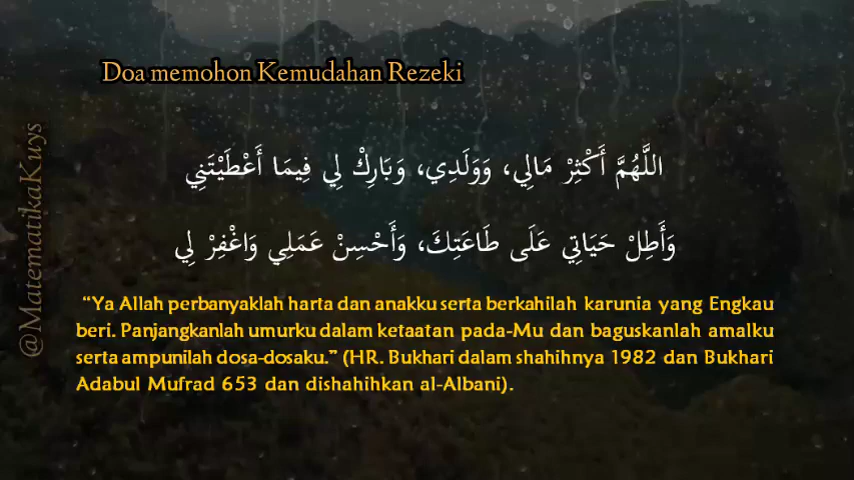 Doa memohon Kemudahan Rezeki
اللَّهُمَّ أَكْثِرْ مَالِي، وَوَلَدِي، وَبَارِكْ لِي فِيمَا أَعْطَيْتَنِي
وَأَطِلْ حَيَاتِي عَلَى طَاعَتِكَ، وَأَحْسِنْ عَمَلِي وَاغْفِرْ لِي
“Ya Allah perbanyaklah harta dan anakku serta berkahilah karunia yang Engkau
beri. Panjangkanlah umurku dalam ketaatan pada-Mu dan baguskanlah amalku
serta ampunilah dosa-dosaku.” (HR. Bukhari dalam shahihnya 1982 dan Bukhari
Adabul Mufrad 653 dan dishahihkan al-Albani).
@MatematikaKuys